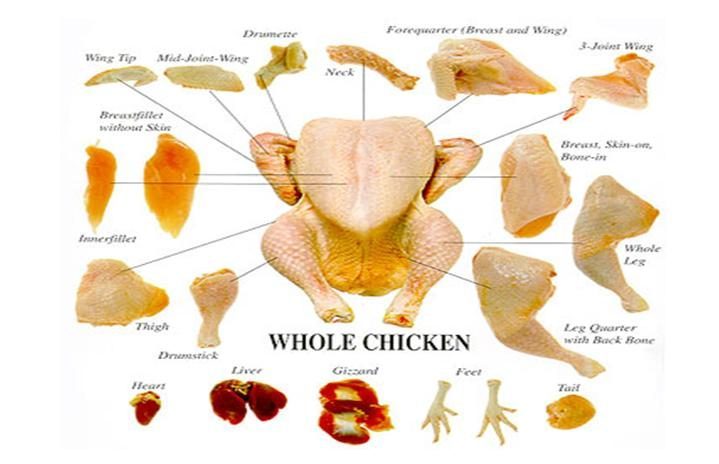 Drumette
Forequarter (Breast and Wing)
Wing Tip
Mid-Joint-Wing
Neck
3-Joint Wing
Breastfillet
without Skin
Breast, Skin-on,
Bone-in
Innerfillet
Whole
Leg
Thigh
Drumstick
WHOLE CHICKEN
Leg Quarter
with Back Bone
Heart
Liver
Gizzard
Feet
Tail